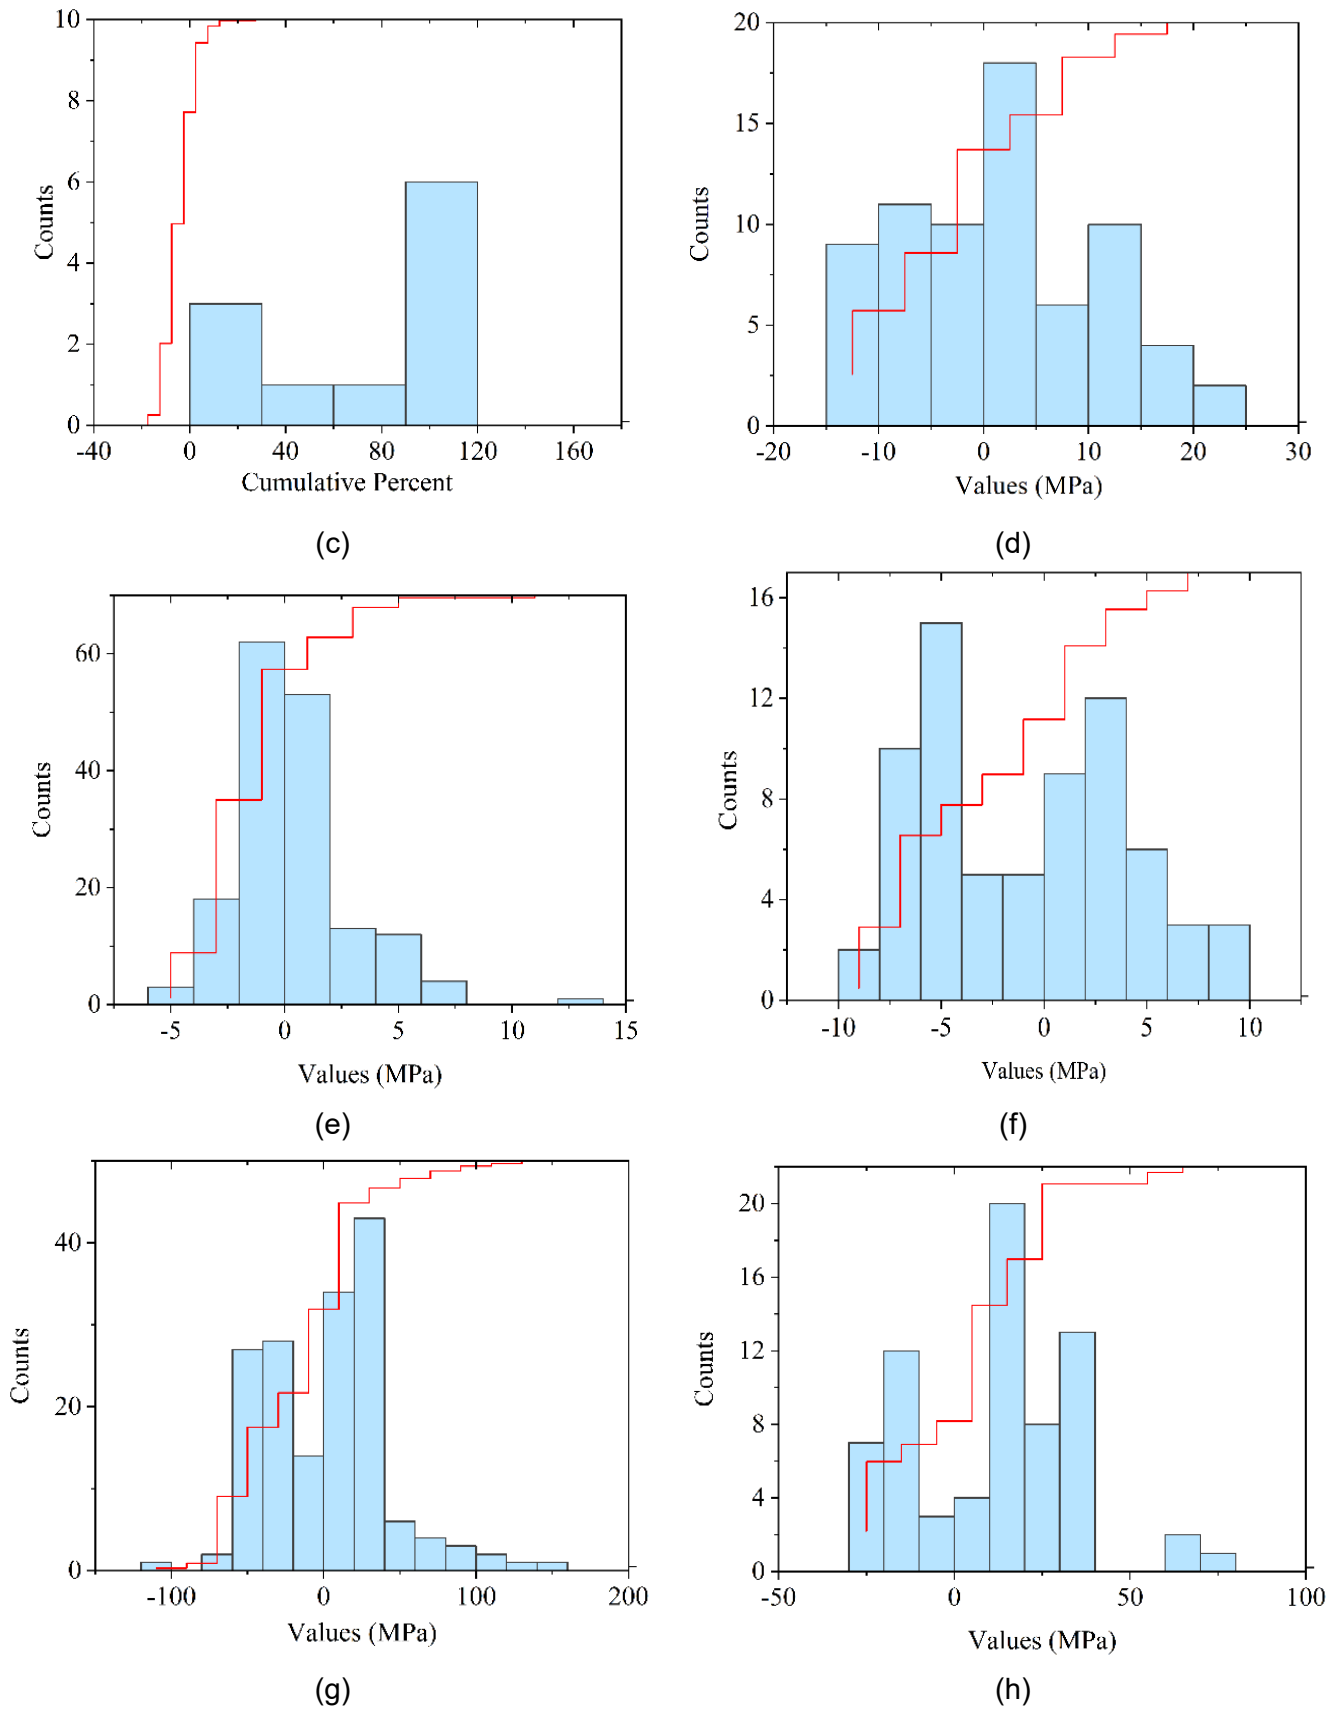 10
8
6
4
2
0
Counts
-40 0 40 80 120 160
Cumulative Percent
(c)
20
15
10
5
0
Counts
-20 -10 0 10 20 30
Values (MPa)
(d)
60
40
20
0
Counts
-5 0 5 10 15
Values (MPa)
(e)
16
12
8
4
0
Counts
-10 -5 0 5 10
Values (MPa)
(f)
40
20
0
Counts
-100 0 100 200
Values (MPa)
(g)
20
16
12
8
4
0
Counts
-50 0 50 100
Values (MPa)
(h)